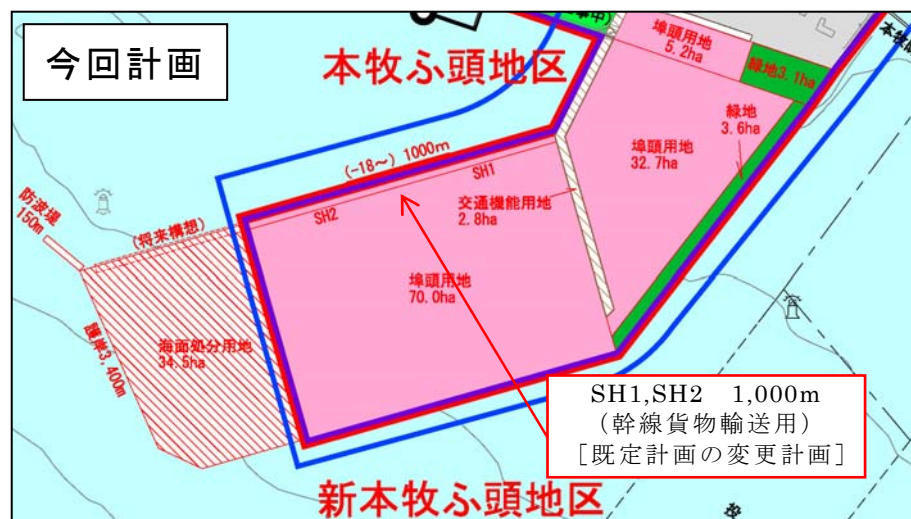 今回計画
本牧ふ頭地区
埠頭用地
5.2ha
緑地3.1ha
緑地
3.6ha
埠頭用地
32.7ha
(-18～) 1000m
SH1
SH2
交通機能用地
2.8ha
防波堤
150m
(将来構想)
埠頭用地
70.0ha
海面処分用地
34.5ha
護岸3,400m
SH1,SH2 1,000m
（幹線貨物輸送用）
［既定計画の変更計画］
新本牧ふ頭地区